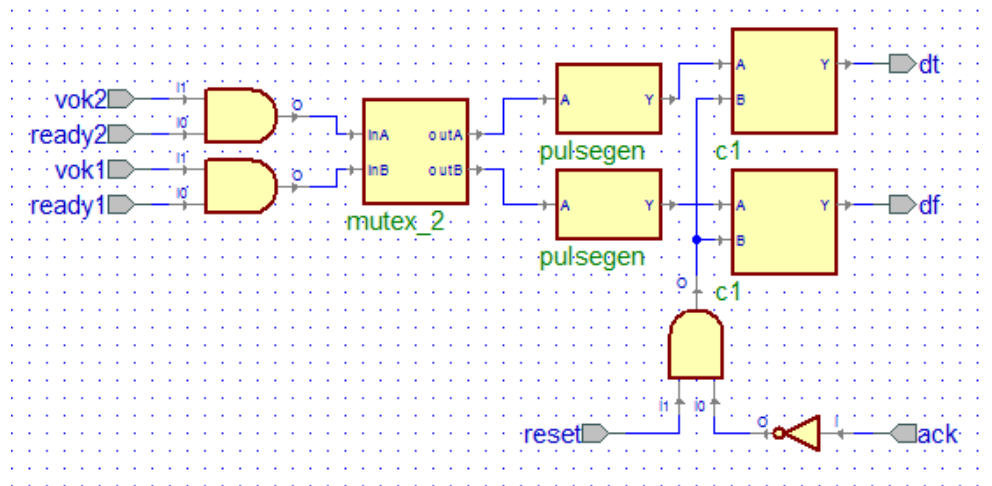 vok2 I1 O
ready2 I0
vok1 I1 O
ready1 I0
InA outA
InB outB
mutex_2
A Y
pulsegen
A Y
pulsegen
A Y
B
c1
A Y
B
c1
dt
df
O
I1 I0
reset
O I
ack